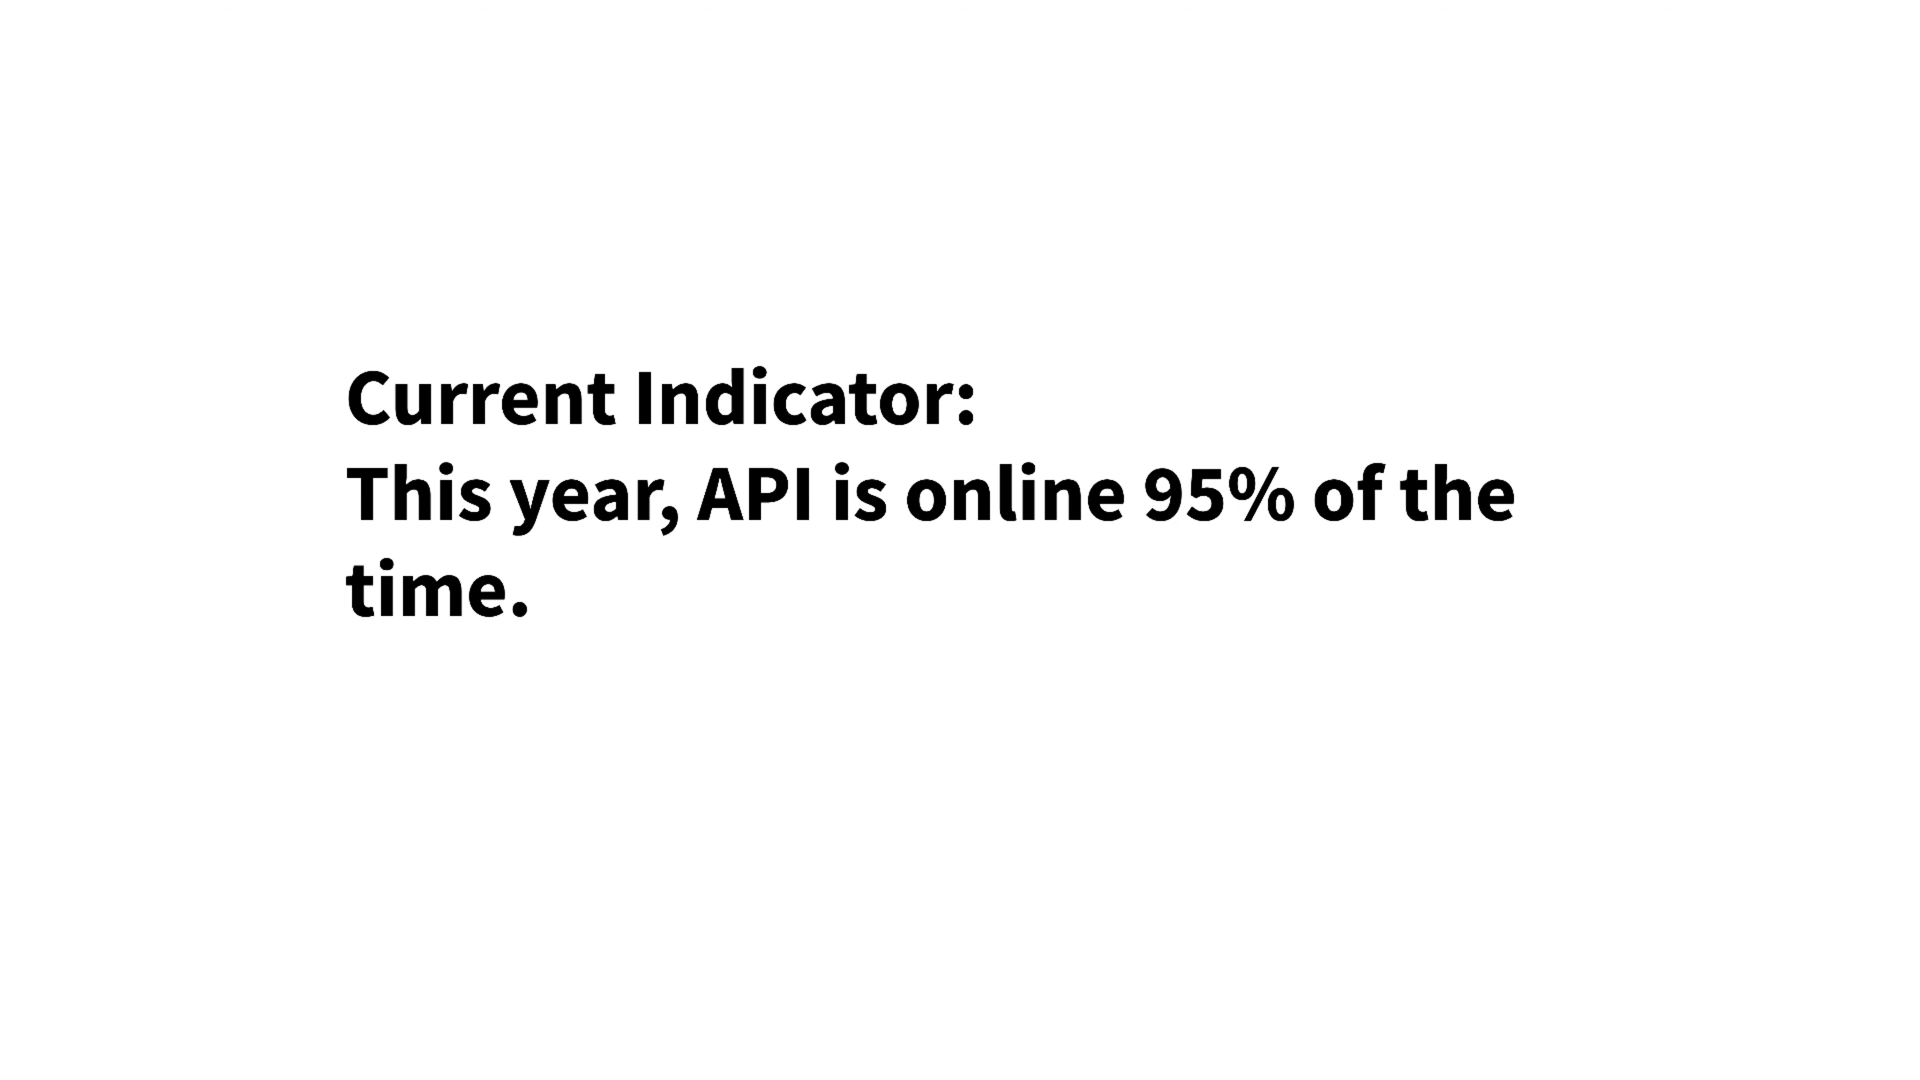 Current Indicator:
This year, API is online 95% of the
time.